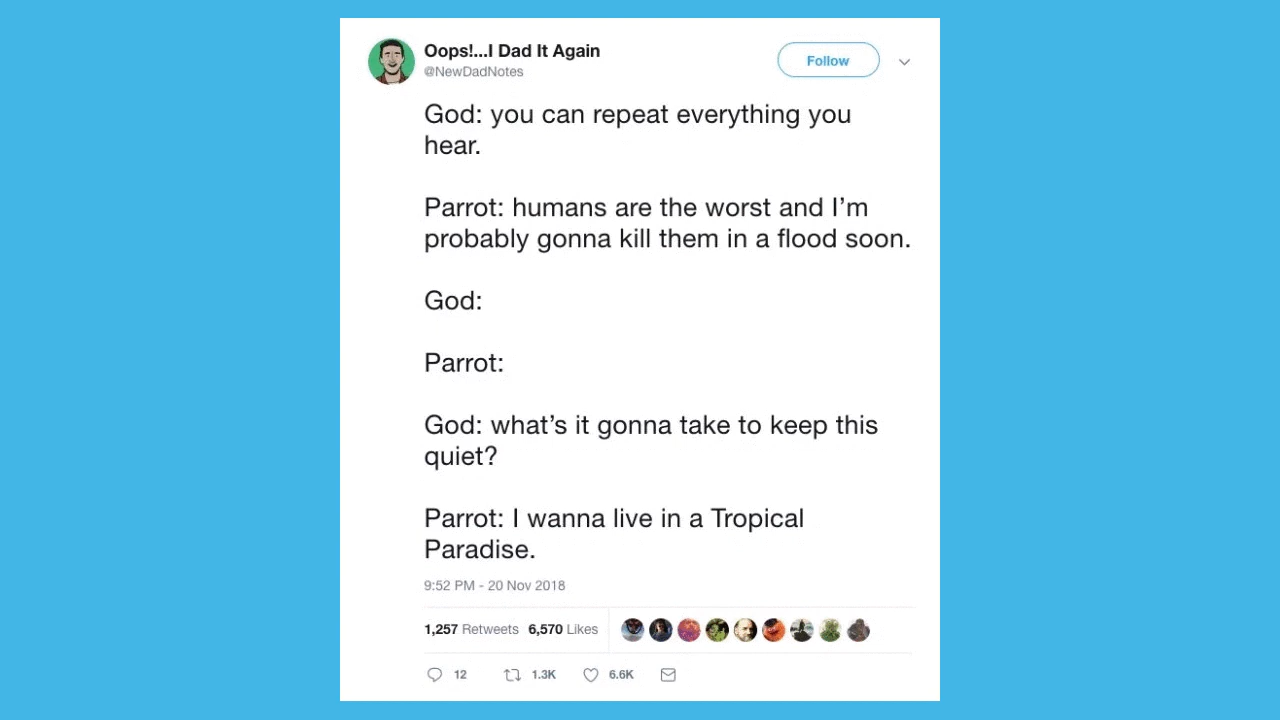 Oops!...I Dad It Again
@NewDadNotes
Follow
God: you can repeat everything you
hear.
Parrot: humans are the worst and I’m
probably gonna kill them in a flood soon.
God:
Parrot:
God: what’s it gonna take to keep this
quiet?
Parrot: I wanna live in a Tropical
Paradise.
9:52 PM - 20 Nov 2018
1,257 Retweets 6,570 Likes
12 1.3K 6.6K